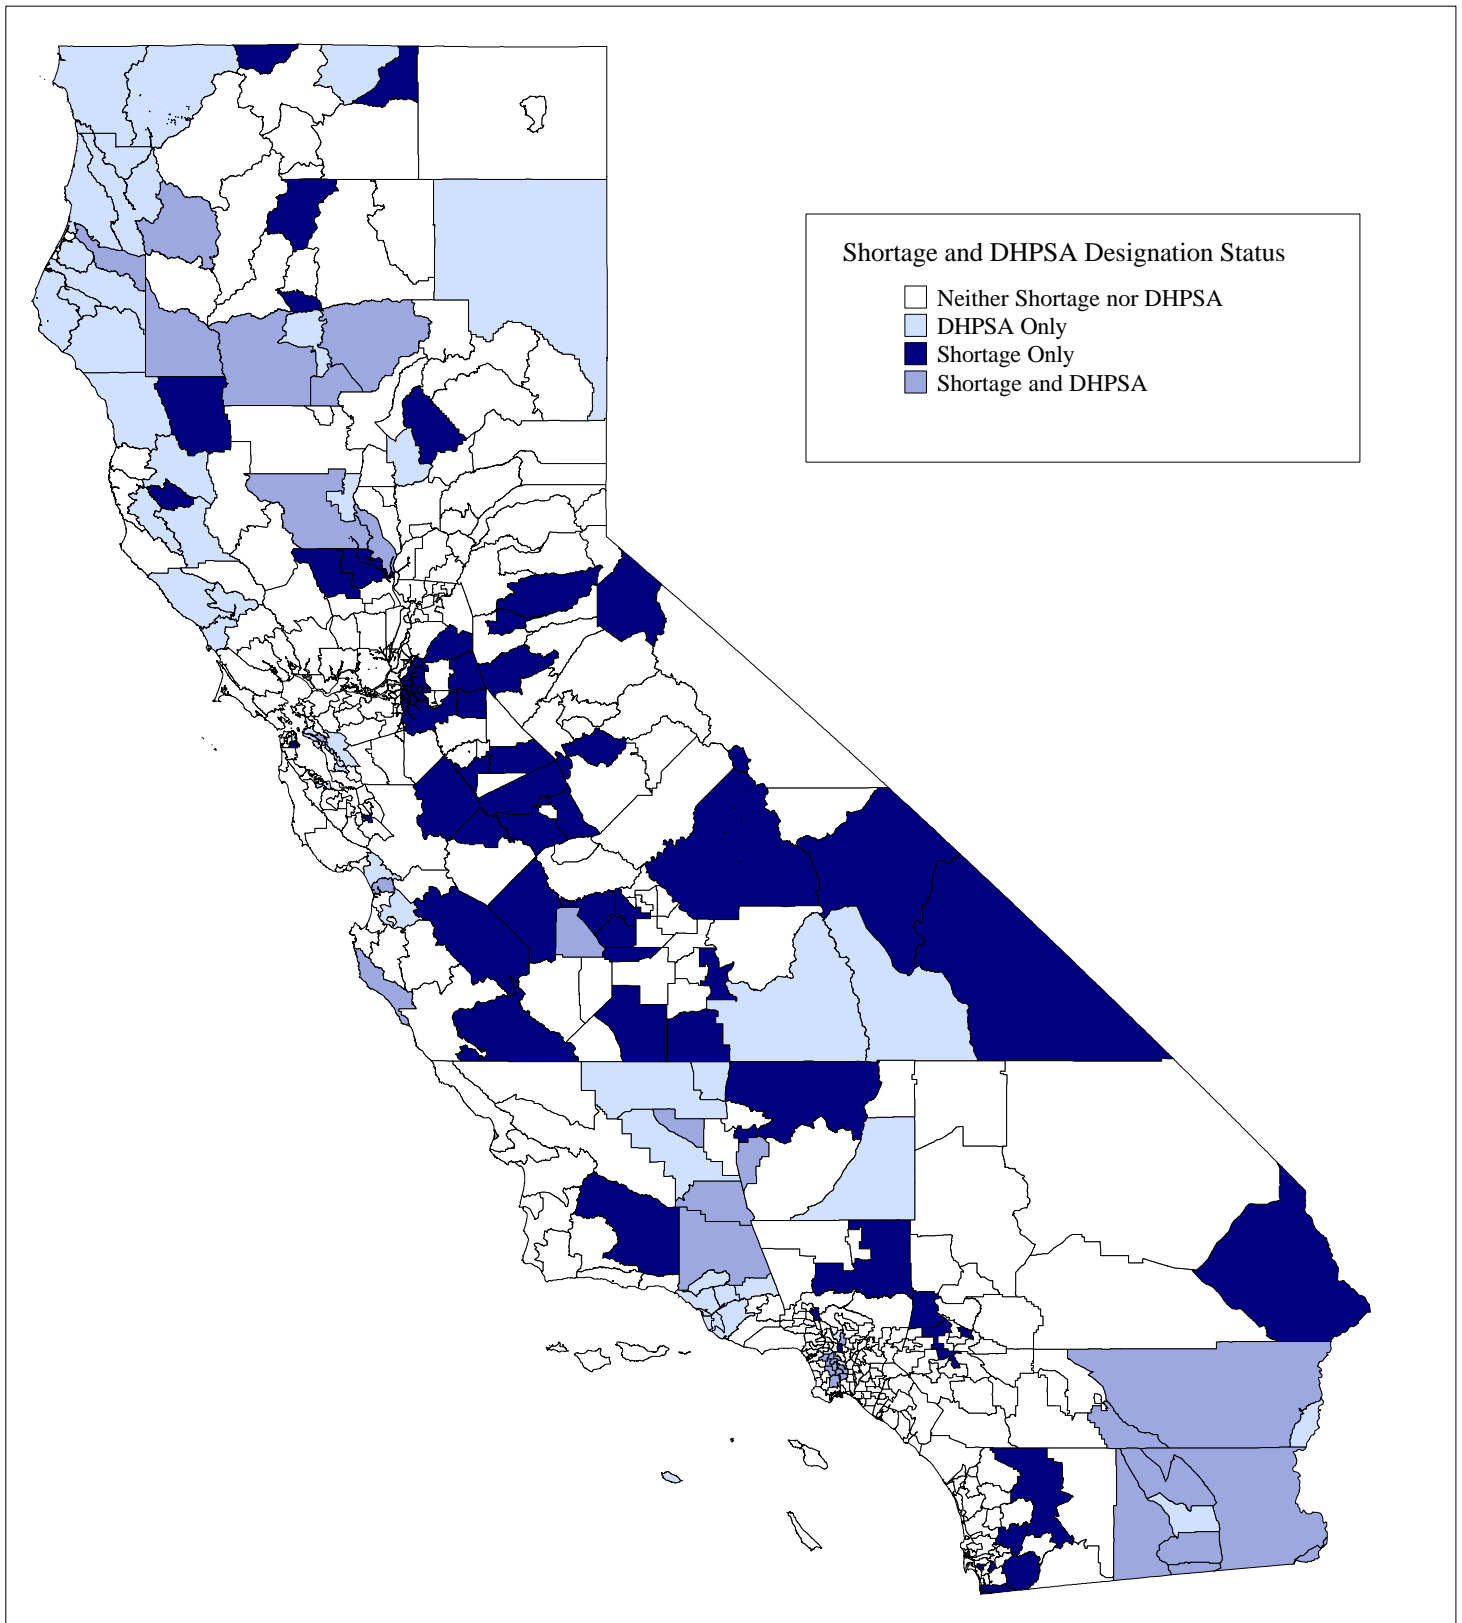 Shortage and DHPSA Designation Status
Neither Shortage nor DHPSA
DHPSA Only
Shortage Only
Shortage and DHPSA